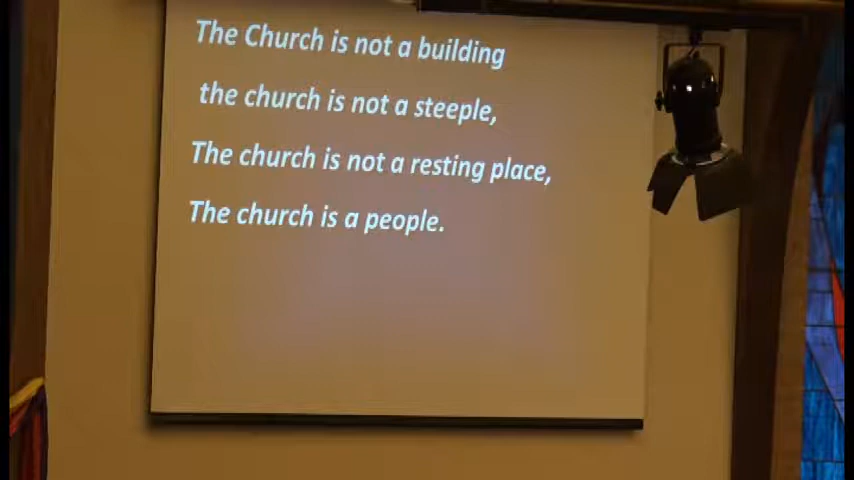 The Church is not a building
the church is not a steeple,
The church is not a resting place,
The church is a people.